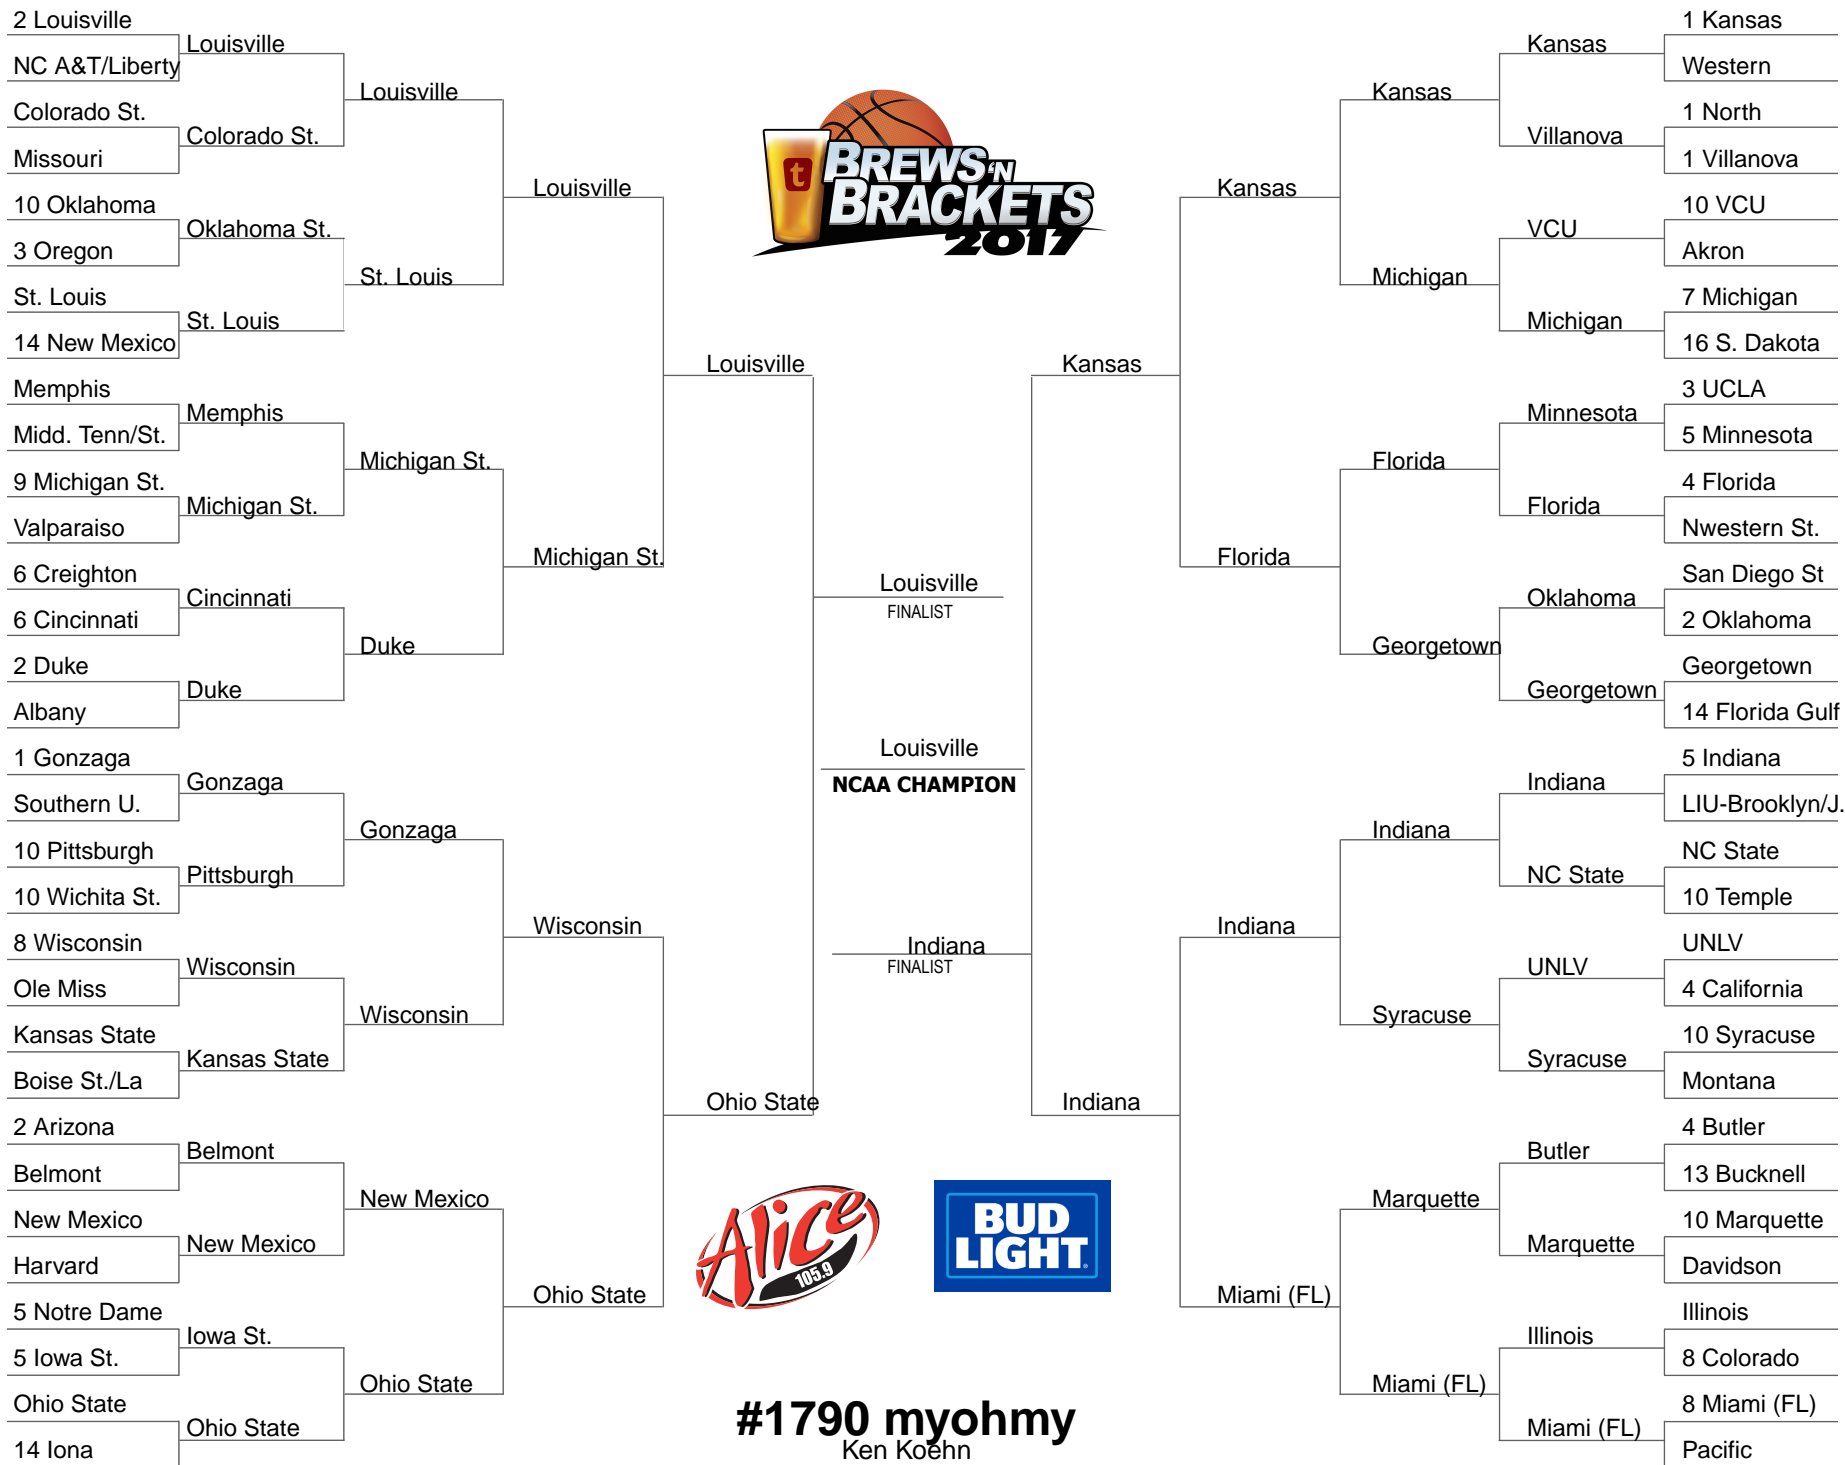 2 Louisville
NC A&T/Liberty
Colorado St.
Missouri
10 Oklahoma
3 Oregon
St. Louis
14 New Mexico
Memphis
Midd. Tenn/St.
9 Michigan St.
Valparaiso
6 Creighton
6 Cincinnati
2 Duke
Albany
1 Gonzaga
Southern U.
10 Pittsburgh
10 Wichita St.
8 Wisconsin
Ole Miss
Kansas State
Boise St./La
2 Arizona
Belmont
New Mexico
Harvard
5 Notre Dame
5 Iowa St.
Ohio State
14 Iona
Louisville
Colorado St.
Oklahoma St.
St. Louis
Memphis
Michigan St.
Cincinnati
Duke
Gonzaga
Pittsburgh
Wisconsin
Kansas State
Belmont
New Mexico
Iowa St.
Ohio State
Louisville
St. Louis
Michigan St.
Duke
Gonzaga
Wisconsin
New Mexico
Ohio State
Louisville
Michigan St.
Wisconsin
Ohio State
Louisville
Ohio State
t
BREWS 'N
BRACKETS
2017
Louisville
FINALIST
Louisville
NCAA CHAMPION
Indiana
FINALIST
Alice
105.9
BUD
LIGHT
#1790 myohmy
Ken Koehn
Kansas
Indiana
Kansas
Florida
Indiana
Miami (FL)
Kansas
Michigan
Florida
Georgetown
Indiana
Syracuse
Marquette
Miami (FL)
Kansas
Villanova
VCU
Michigan
Minnesota
Florida
Oklahoma
Georgetown
Indiana
NC State
UNLV
Syracuse
Butler
Marquette
Illinois
Miami (FL)
1 Kansas
Western
1 North
1 Villanova
10 VCU
Akron
7 Michigan
16 S. Dakota
3 UCLA
5 Minnesota
4 Florida
Nwestern St.
San Diego St
2 Oklahoma
Georgetown
14 Florida Gulf
5 Indiana
LIU-Brooklyn/J.
NC State
10 Temple
UNLV
4 California
10 Syracuse
Montana
4 Butler
13 Bucknell
10 Marquette
Davidson
Illinois
8 Colorado
8 Miami (FL)
Pacific